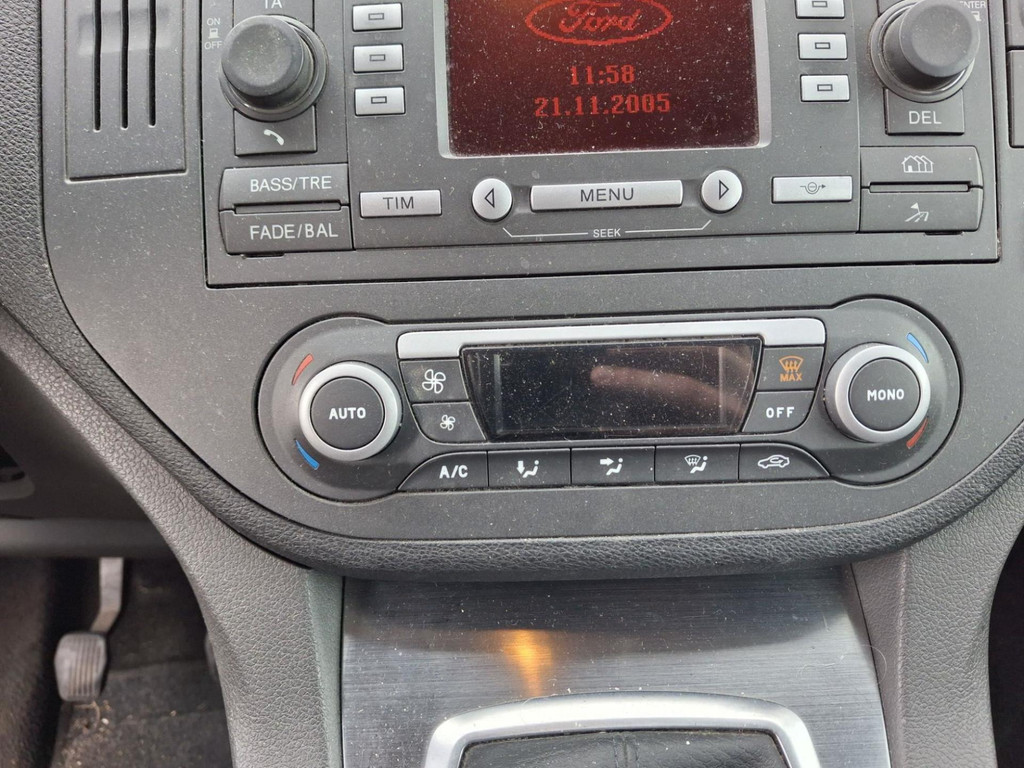 TA
ON
OFF
Ford
11:58
21.11.2005
DEL
BASS/TRE
FADE/BAL
TIM
MENU
SEEK
AUTO
MAX
OFF
MONO
A/C